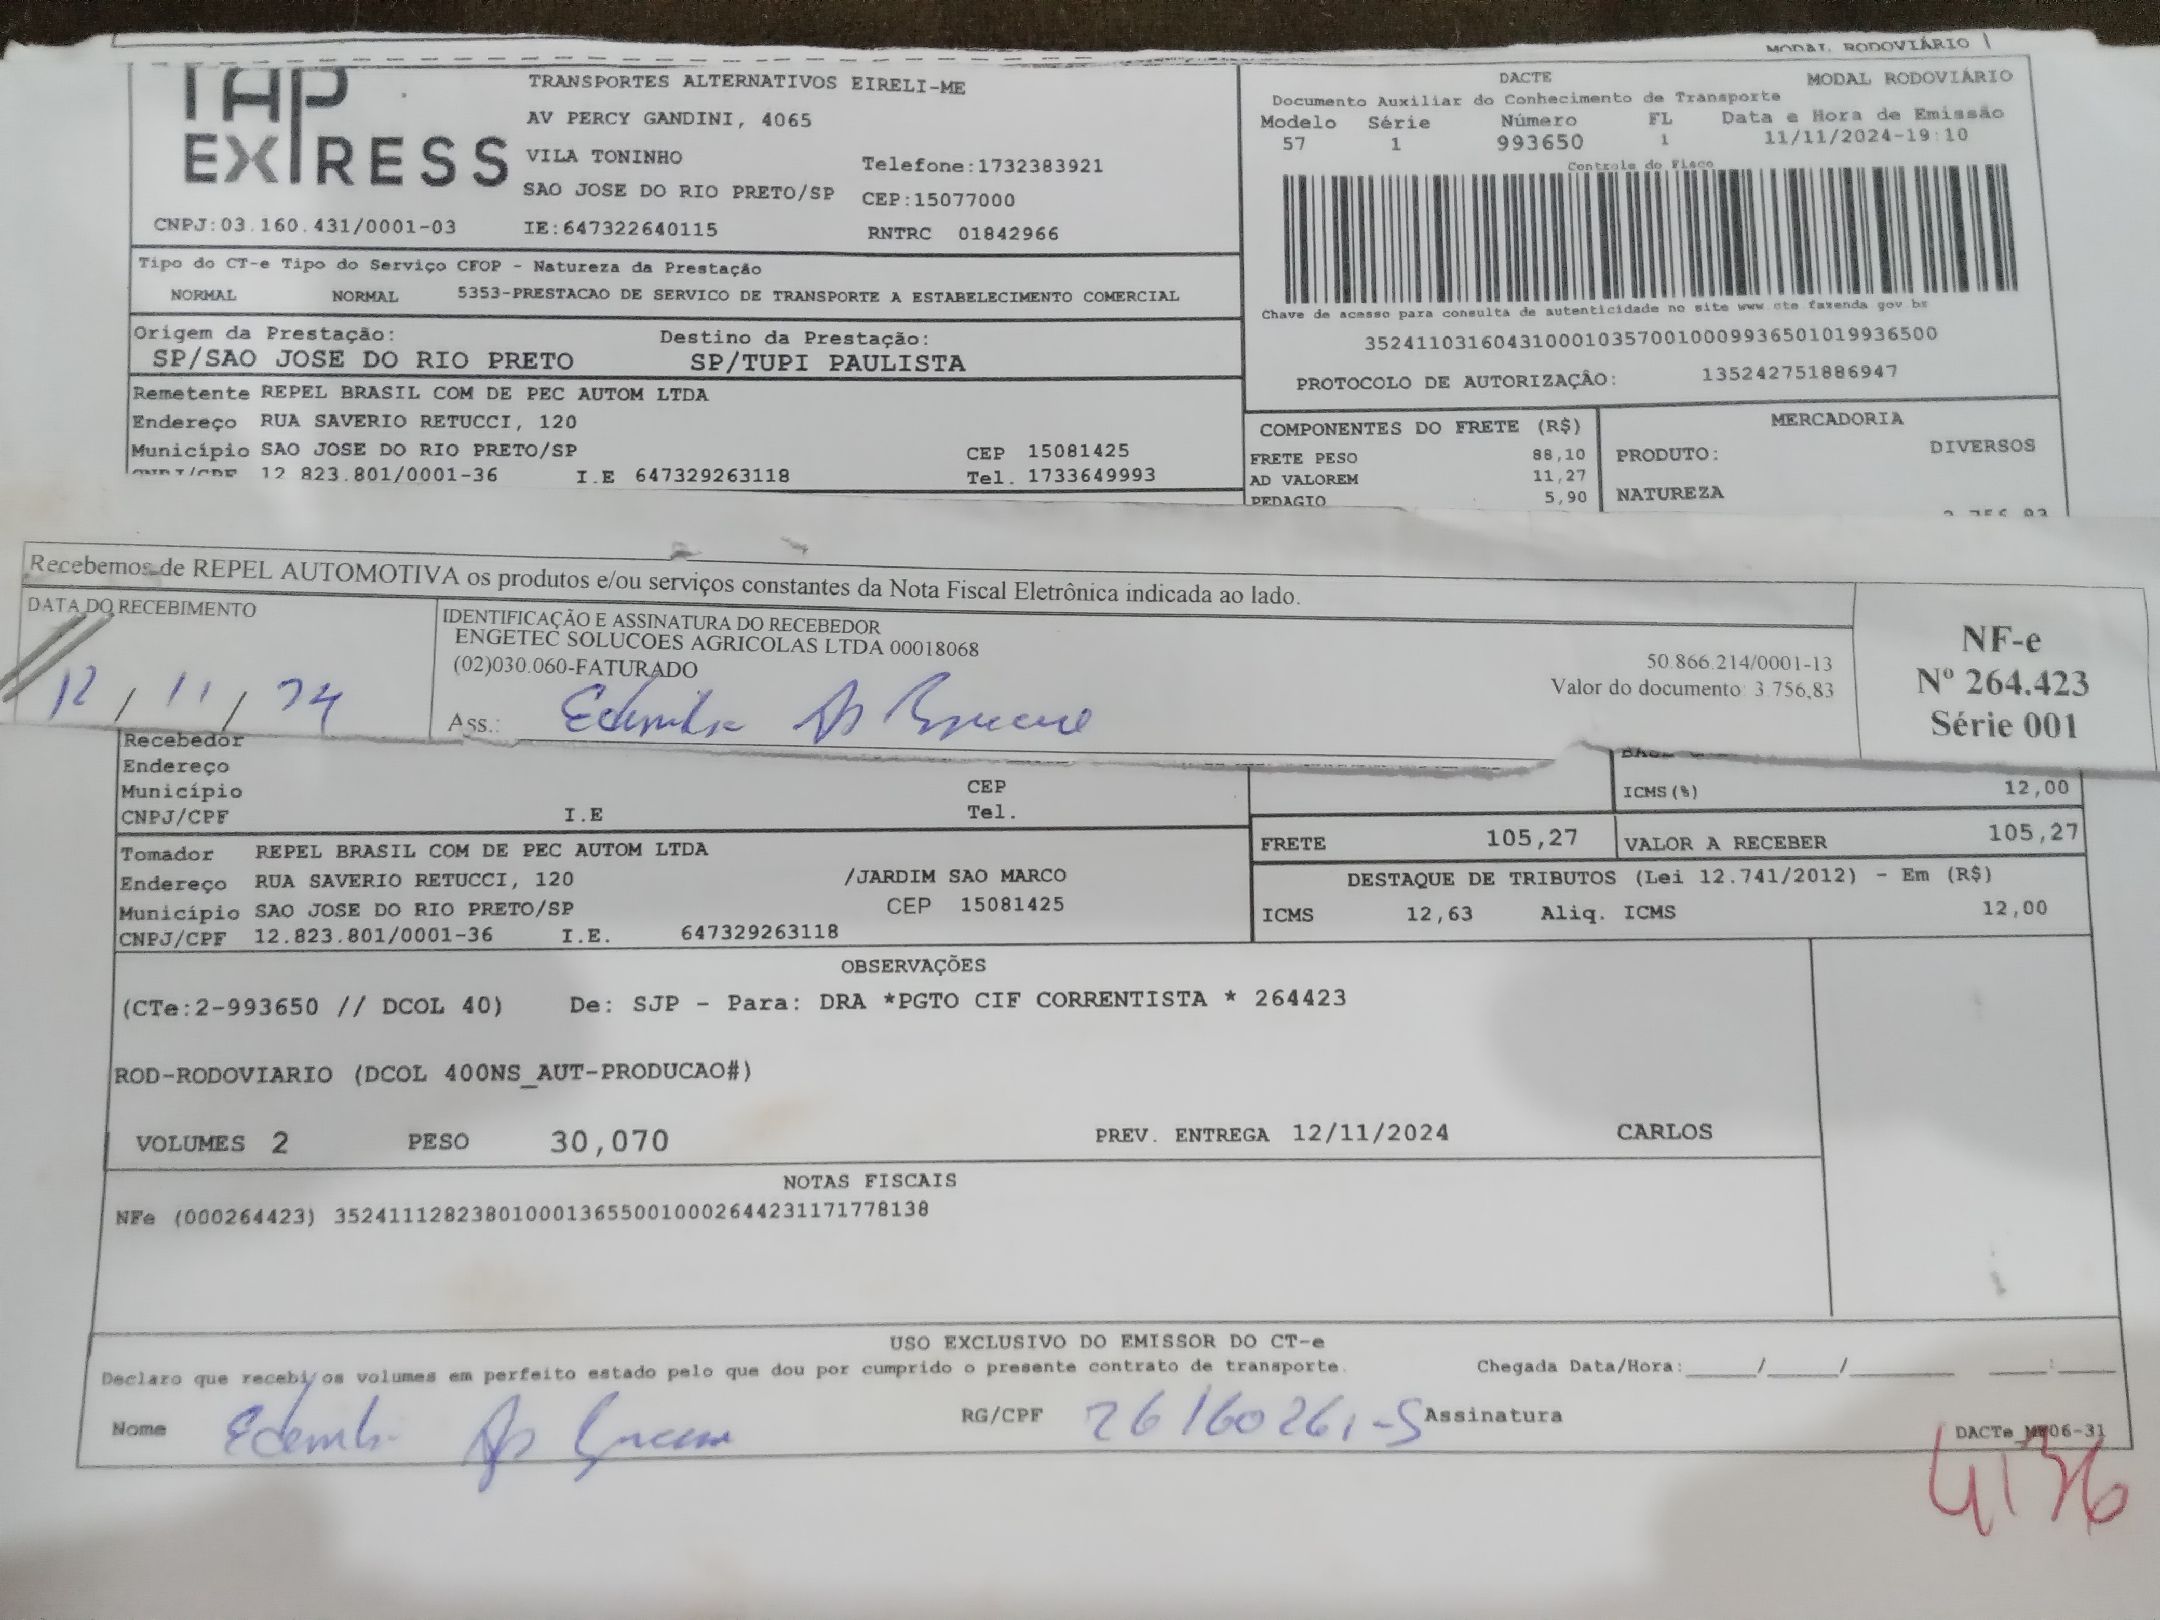 MODAL RODOVIÁRIO
TAP EXPRESS
TRANSPORTES ALTERNATIVOS EIRELI-ME
AV PERCY GANDINI, 4065
VILA TONINHO Telefone:1732383921
SAO JOSE DO RIO PRETO/SP CEP:15077000
CNPJ:03.160.431/0001-03 IE:647322640115 RNTRC 01842966
DACTE MODAL RODOVIÁRIO
Documento Auxiliar do Conhecimento de Transporte
Modelo Série Número FL Data e Hora de Emissão
57 1 993650 1 11/11/2024-19:10
Controle do Fisco
Chave de acesso para consulta de autenticidade no site www.cte.fazenda.gov.br
35241103160431000103570010009936501019936500
PROTOCOLO DE AUTORIZAÇÃO: 135242751886947
Tipo do CT-e Tipo do Serviço CFOP - Natureza da Prestação
NORMAL NORMAL 5353-PRESTACAO DE SERVICO DE TRANSPORTE A ESTABELECIMENTO COMERCIAL
Origem da Prestação: Destino da Prestação:
SP/SAO JOSE DO RIO PRETO SP/TUPI PAULISTA
Remetente REPEL BRASIL COM DE PEC AUTOM LTDA
Endereço RUA SAVERIO RETUCCI, 120
Município SAO JOSE DO RIO PRETO/SP CEP 15081425
CNPJ/CPF 12.823.801/0001-36 I.E 647329263118 Tel. 1733649993
COMPONENTES DO FRETE (R$)
FRETE PESO 88,10
AD VALOREM 11,27
PEDAGIO 5,90
MERCADORIA
PRODUTO: DIVERSOS
NATUREZA
Recebemos de REPEL AUTOMOTIVA os produtos e/ou serviços constantes da Nota Fiscal Eletrônica indicada ao lado.
DATA DO RECEBIMENTO
12/11/24
IDENTIFICAÇÃO E ASSINATURA DO RECEBEDOR
ENGETEC SOLUCOES AGRICOLAS LTDA 00018068
(02)030.060-FATURADO
50.866.214/0001-13
Valor do documento: 3.756,83
Ass.:
NF-e
Nº 264.423
Série 001
Recebedor
Endereço
Município CEP
CNPJ/CPF I.E Tel.
ICMS(%) 12,00
FRETE 105,27 VALOR A RECEBER 105,27
Tomador REPEL BRASIL COM DE PEC AUTOM LTDA
Endereço RUA SAVERIO RETUCCI, 120 /JARDIM SAO MARCO
Município SAO JOSE DO RIO PRETO/SP CEP 15081425
CNPJ/CPF 12.823.801/0001-36 I.E. 647329263118
DESTAQUE DE TRIBUTOS (Lei 12.741/2012) - Em (R$)
ICMS 12,63 Aliq. ICMS 12,00
OBSERVAÇÕES
(CTe:2-993650 // DCOL 40) De: SJP - Para: DRA *PGTO CIF CORRENTISTA * 264423
ROD-RODOVIARIO (DCOL 400NS_AUT-PRODUCAO#)
VOLUMES 2 PESO 30,070 PREV. ENTREGA 12/11/2024 CARLOS
NOTAS FISCAIS
NFe (000264423) 35241112823801000136550010002644231171778138
USO EXCLUSIVO DO EMISSOR DO CT-e
Declaro que recebi os volumes em perfeito estado pelo que dou por cumprido o presente contrato de transporte. Chegada Data/Hora:____/____/______ ____:____
Nome RG/CPF 26160261-5 Assinatura
DACTe 06-31
4136